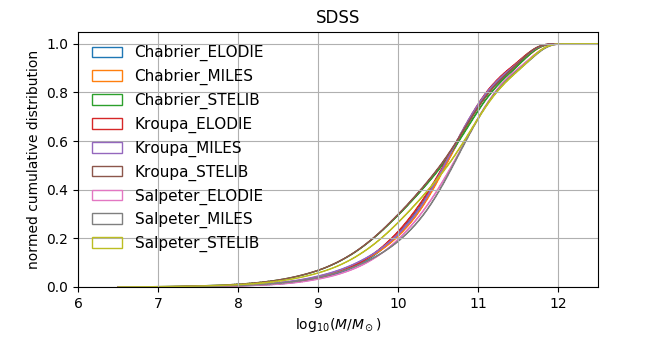 SDSS
1.0
0.8
0.6
0.4
0.2
0.0
normed cumulative distribution
Chabrier_ELODIE
Chabrier_MILES
Chabrier_STELIB
Kroupa_ELODIE
Kroupa_MILES
Kroupa_STELIB
Salpeter_ELODIE
Salpeter_MILES
Salpeter_STELIB
6 7 8 9 10 11 12
log₁₀(M/M⊙)